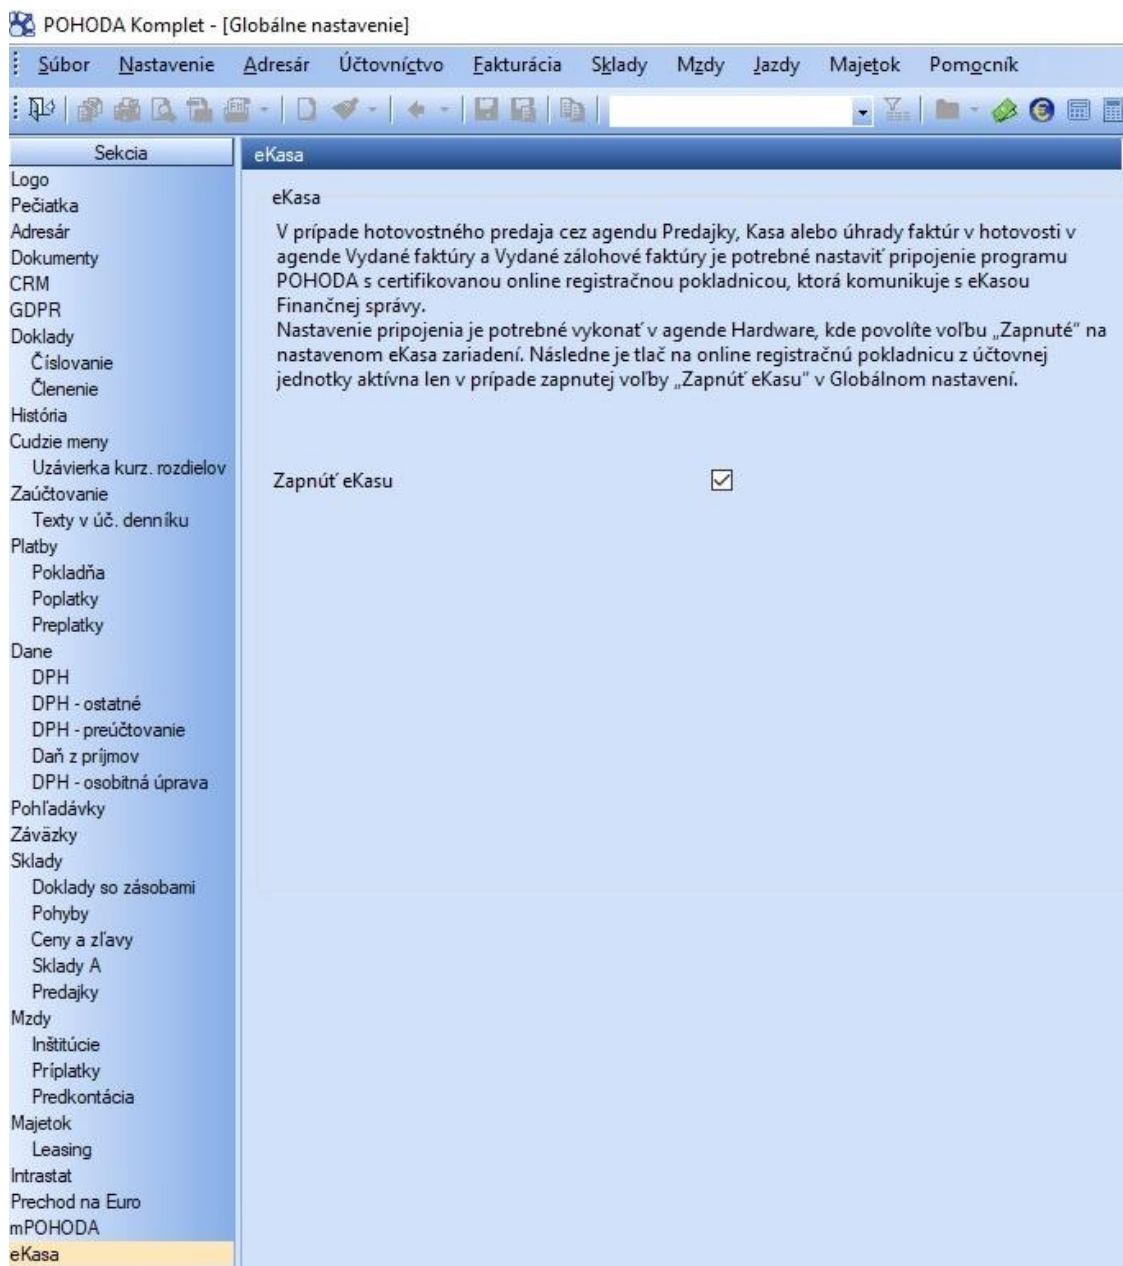 POHODA Komplet - [Globálne nastavenie]
Súbor Nastavenie Adresár Účtovníctvo Fakturácia Sklady Mzdy Jazdy Majetok Pomocník
Sekcia
Logo
Pečiatka
Adresár
Dokumenty
CRM
GDPR
Doklady
Číslovanie
Členenie
História
Cudzie meny
Uzávierka kurz. rozdielov
Zaúčtovanie
Texty v úč. denníku
Platby
Pokladňa
Poplatky
Preplatky
Dane
DPH
DPH - ostatné
DPH - preúčtovanie
Daň z príjmov
DPH - osobitná úprava
Pohľadávky
Záväzky
Sklady
Doklady so zásobami
Pohyby
Ceny a zľavy
Sklady A
Predajky
Mzdy
Inštitúcie
Príplatky
Predkontácia
Majetok
Leasing
Intrastat
Prechod na Euro
mPOHODA
eKasa
eKasa
eKasa
V prípade hotovostného predaja cez agendu Predajky, Kasa alebo úhrady faktúr v hotovosti v
agende Vydané faktúry a Vydané zálohové faktúry je potrebné nastaviť pripojenie programu
POHODA s certifikovanou online registračnou pokladnicou, ktorá komunikuje s eKasou
Finančnej správy.
Nastavenie pripojenia je potrebné vykonať v agende Hardware, kde povolíte voľbu „Zapnuté“ na
nastavenom eKasa zariadení. Následne je tlač na online registračnú pokladnicu z účtovnej
jednotky aktívna len v prípade zapnutej voľby „Zapnúť eKasu“ v Globálnom nastavení.
Zapnúť eKasu